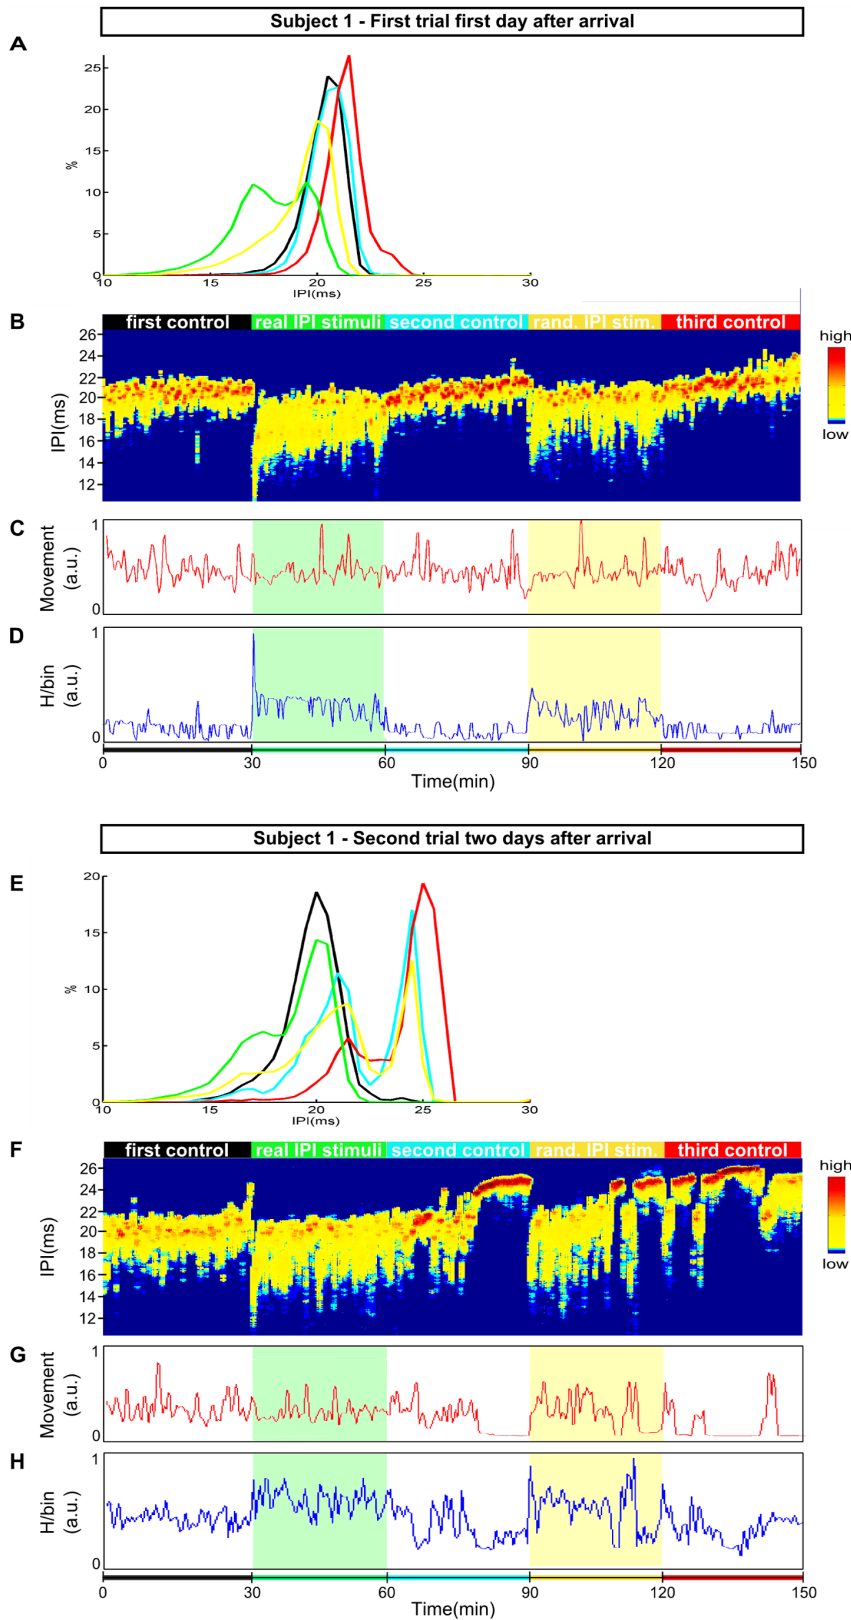 Subject 1 - First trial first day after arrival
A
25
20
15
10
5
0
%
10 15 20 25 30
IPI(ms)
B
first control real IPI stimuli second control rand. IPI stim. third control
26
24
22
20
18
16
14
12
IPI(ms)
high
low
C
Movement
(a.u.)
1
0
D
H/bin
(a.u.)
1
0
0 30 60 90 120 150
Time(min)
Subject 1 - Second trial two days after arrival
E
20
15
10
5
0
%
10 15 20 25 30
IPI(ms)
F
first control real IPI stimuli second control rand. IPI stim. third control
26
24
22
20
18
16
14
12
IPI(ms)
high
low
G
Movement
(a.u.)
1
0
H
H/bin
(a.u.)
1
0
0 30 60 90 120 150
Time(min)